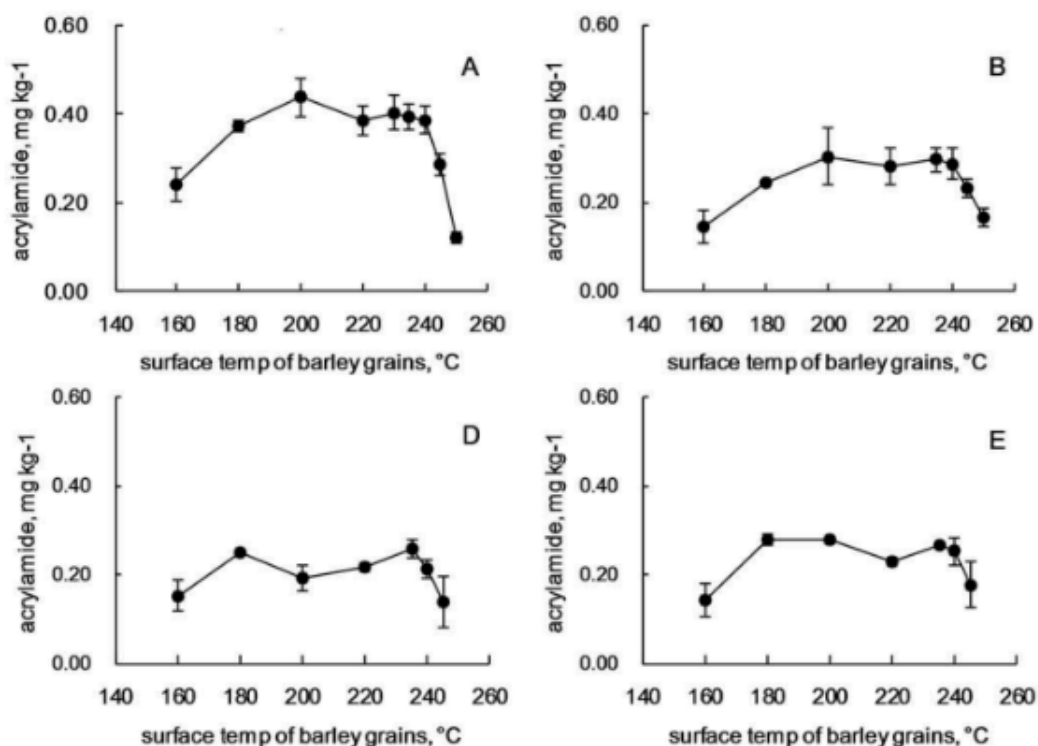 0.60 0.60
A B
0.40 0.40
0.20 0.20
0.00 0.00
acrylamide, mg kg-1 acrylamide, mg kg-1
140 160 180 200 220 240 260 140 160 180 200 220 240 260
surface temp of barley grains, °C surface temp of barley grains, °C
0.60 0.60
D E
0.40 0.40
0.20 0.20
0.00 0.00
acrylamide, mg kg-1 acrylamide, mg kg-1
140 160 180 200 220 240 260 140 160 180 200 220 240 260
surface temp of barley grains, °C surface temp of barley grains, °C